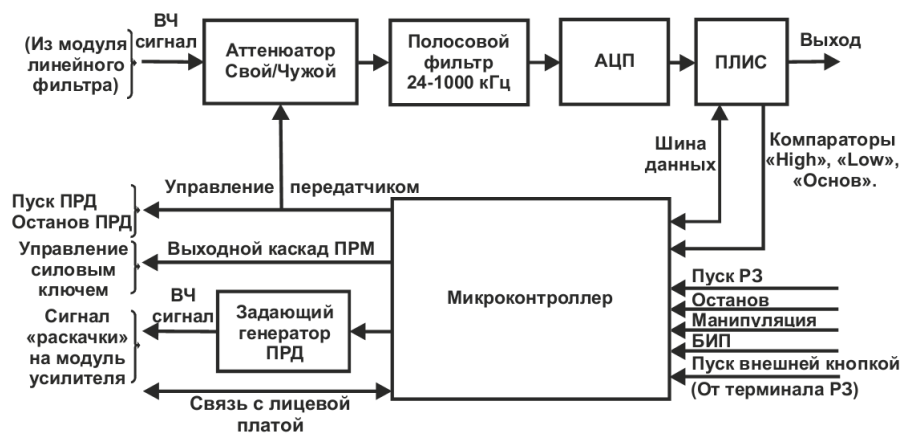 ВЧ
сигнал
(Из модуля
линейного
фильтра)
Аттенюатор
Свой/Чужой
Полосовой
фильтр
24-1000 кГц
АЦП
ПЛИС
Выход
Шина
данных
Компараторы
«High», «Low»,
«Основ».
Управление передатчиком
Пуск ПРД
Останов ПРД
Управление
силовым
ключем
Выходной каскад ПРМ
Микроконтроллер
Сигнал
«раскачки»
на модуль
усилителя
ВЧ
сигнал
Задающий
генератор
ПРД
Связь с лицевой
платой
Пуск РЗ
Останов
Манипуляция
БИП
Пуск внешней кнопкой
(От терминала РЗ)